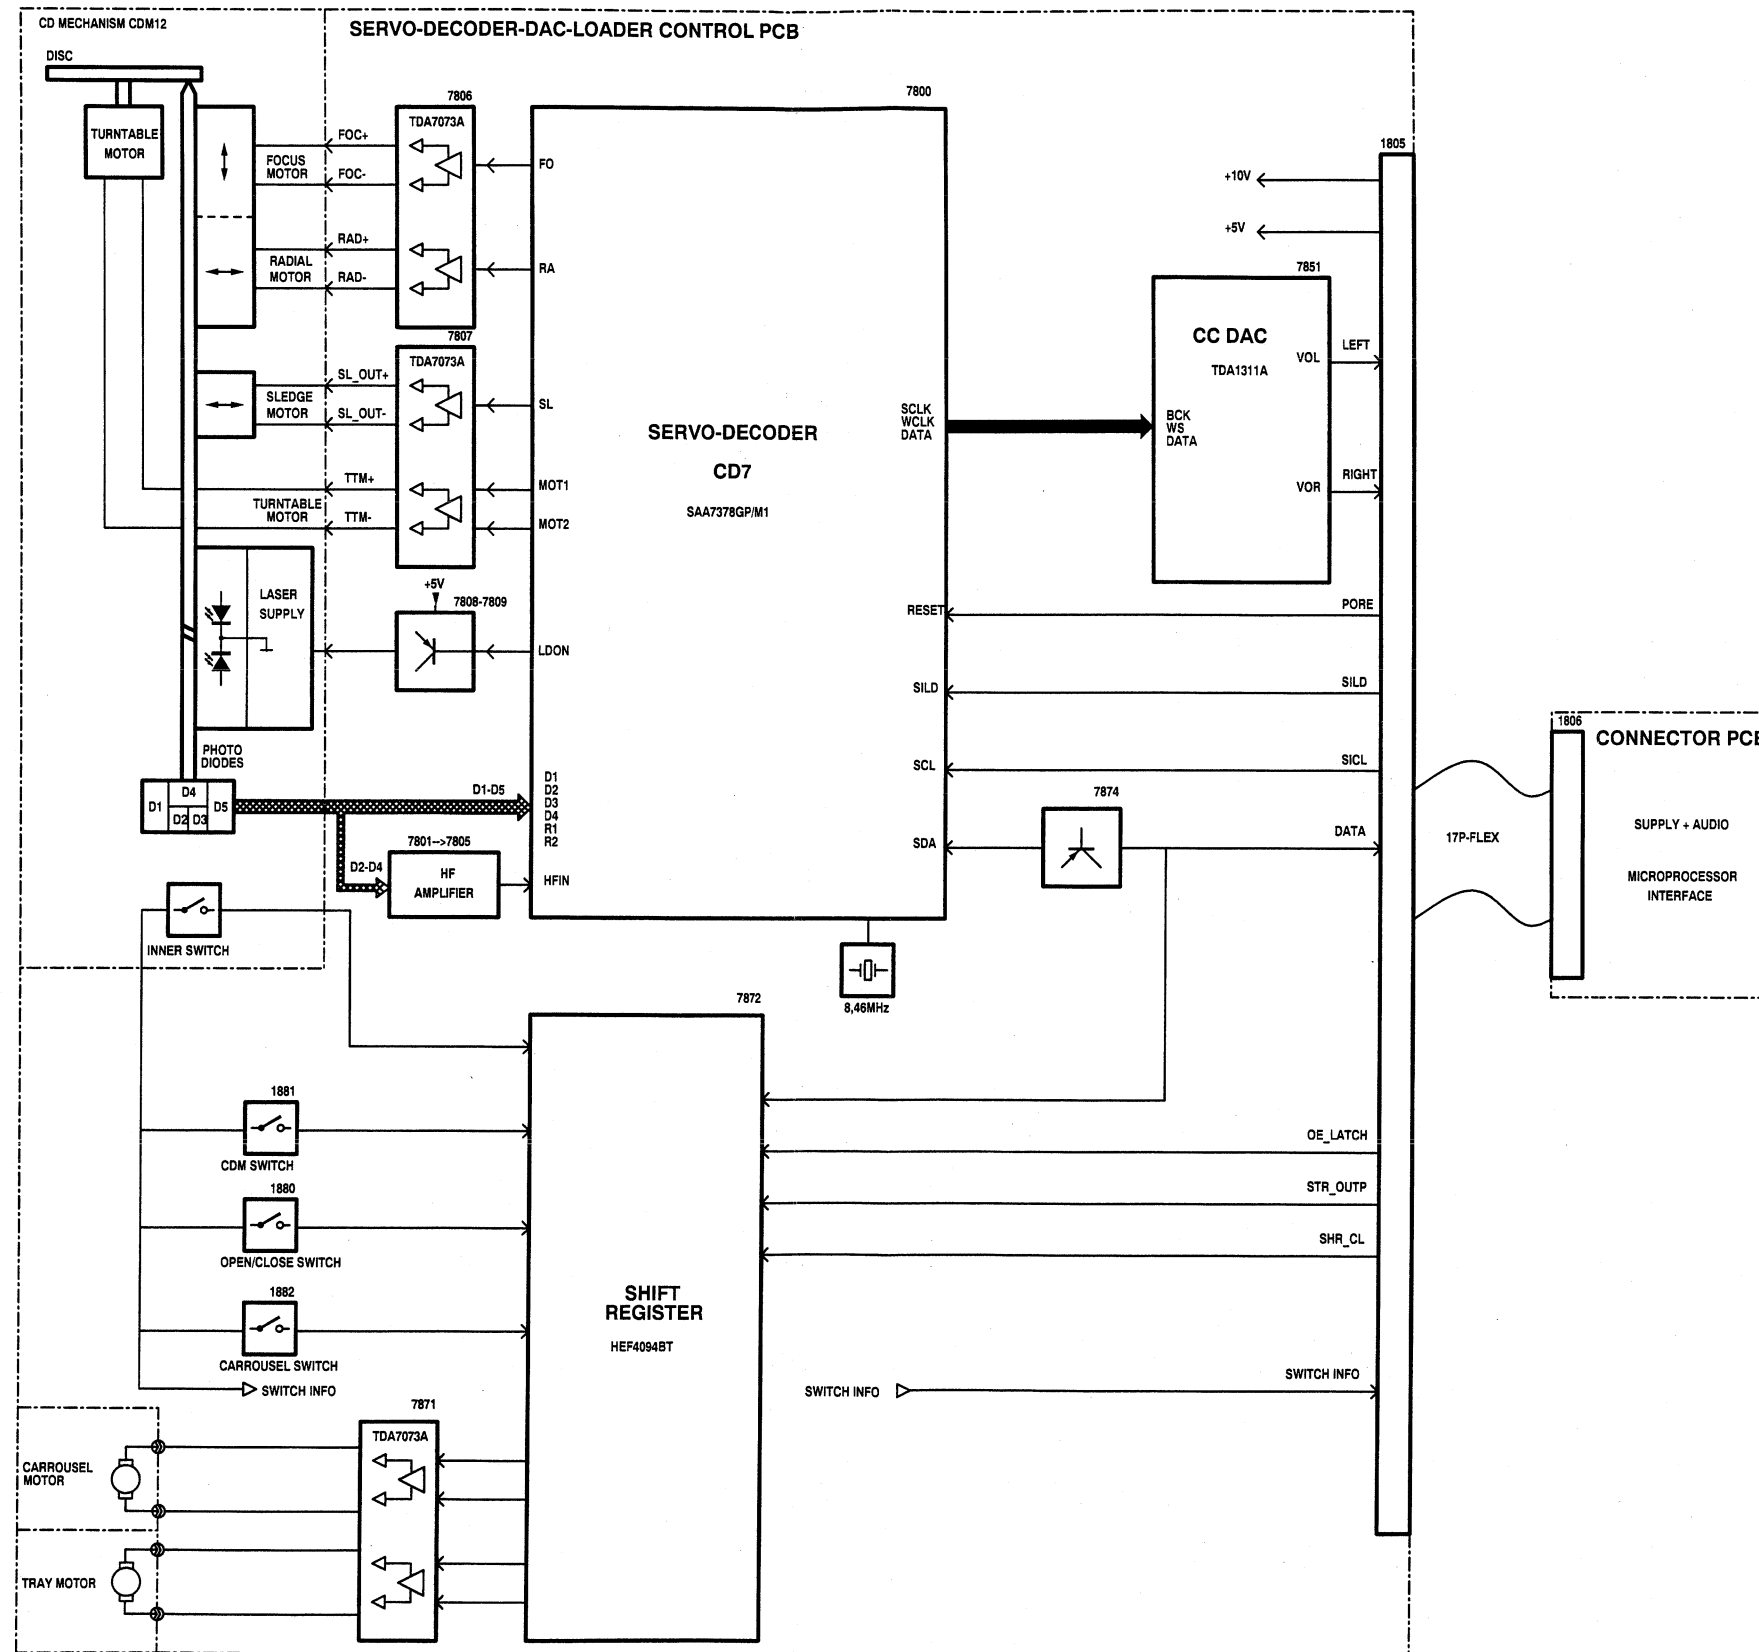 CD MECHANISM CDM12
SERVO-DECODER-DAC-LOADER CONTROL PCB
DISC
TURNTABLE
MOTOR
FOCUS
MOTOR
RADIAL
MOTOR
FOC+
FOC-
RAD+
RAD-
7806
TDA7073A
7807
TDA7073A
SLEDGE
MOTOR
SL_OUT+
SL_OUT-
TTM+
TURNTABLE
MOTOR
TTM-
LASER
SUPPLY
+5V
7808-7809
PHOTO
DIODES
D1
D4
D2
D3
D5
D1-D5
D2-D4
7801-->7805
HF
AMPLIFIER
7800
FO
RA
SL
MOT1
MOT2
LDON
D1
D2
D3
D4
R1
R2
HFIN
SERVO-DECODER
CD7
SAA7378GP/M1
SCLK
WCLK
DATA
RESET
SILD
SCL
SDA
8,46MHz
7851
CC DAC
TDA1311A
BCK
WS
DATA
VOL
VOR
7874
1805
+10V
+5V
LEFT
RIGHT
PORE
SILD
SICL
DATA
OE_LATCH
STR_OUTP
SHR_CL
SWITCH INFO
SWITCH INFO
17P-FLEX
1806
CONNECTOR PCB
SUPPLY + AUDIO
MICROPROCESSOR
INTERFACE
INNER SWITCH
1881
CDM SWITCH
1880
OPEN/CLOSE SWITCH
1882
CARROUSEL SWITCH
SWITCH INFO
7872
SHIFT
REGISTER
HEF4094BT
7871
TDA7073A
CARROUSEL
MOTOR
TRAY MOTOR